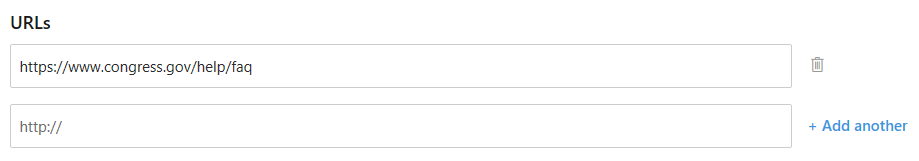 URLs
https://www.congress.gov/help/faq
http://
+ Add another